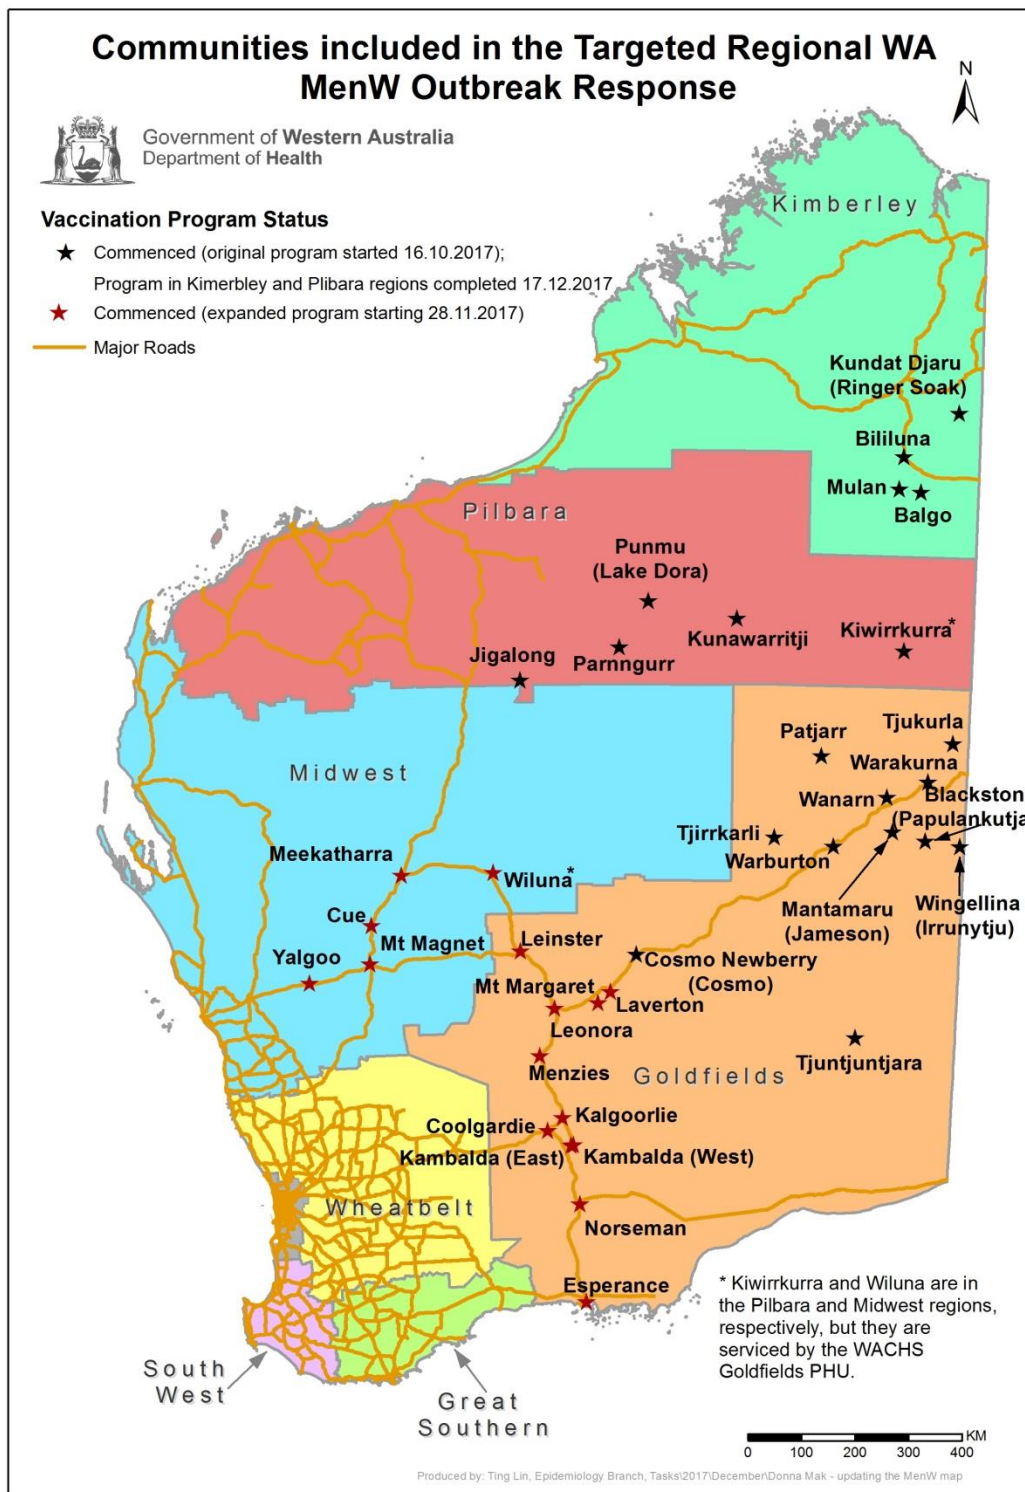 Communities included in the Targeted Regional WA
MenW Outbreak Response
N
Government of Western Australia
Department of Health
Vaccination Program Status
Commenced (original program started 16.10.2017);
Program in Kimerbley and Plibara regions completed 17.12.2017
Commenced (expanded program starting 28.11.2017)
Major Roads
Kimberley
Kundat Djaru
(Ringer Soak)
Bililuna
Mulan
Balgo
Pilbara
Punmu
(Lake Dora)
Kunawarritji
Kiwirrkurra*
Parnngurr
Jigalong
Midwest
Patjarr
Tjukurla
Warakurna
Wanarn
Blackston
(Papulankutja
Tjirrkarli
Warburton
Mantamaru
(Jameson)
Wingellina
(Irrunytju)
Meekatharra
Wiluna*
Cue
Mt Magnet
Yalgoo
Leinster
Cosmo Newberry
(Cosmo)
Mt Margaret
Laverton
Leonora
Menzies
Goldfields
Tjuntjuntjara
Coolgardie
Kalgoorlie
Kambalda (East)
Kambalda (West)
Wheatbelt
Norseman
Esperance
South
West
Great
Southern
* Kiwirrkurra and Wiluna are in
the Pilbara and Midwest regions,
respectively, but they are
serviced by the WACHS
Goldfields PHU.
KM
0 100 200 300 400
Produced by: Ting Lin, Epidemiology Branch, Tasks\2017\December\Donna Mak - updating the MenW map